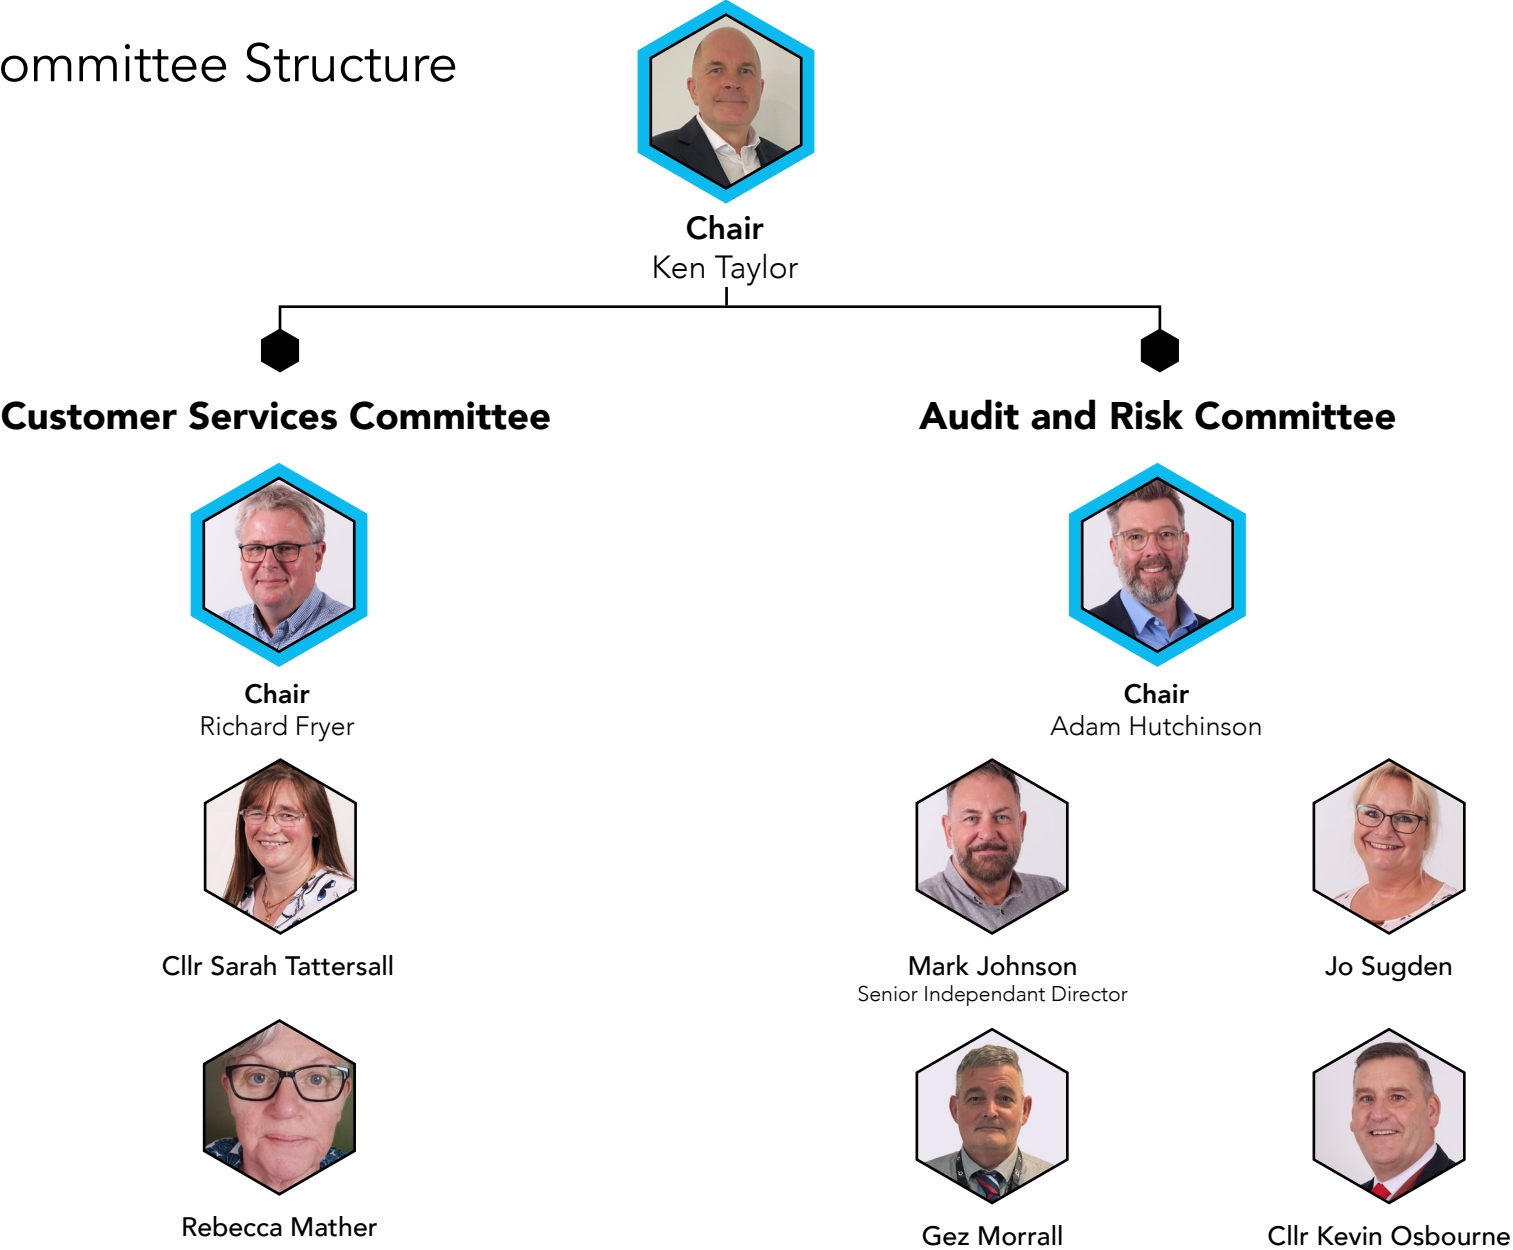 ommittee Structure
Chair
Ken Taylor
Customer Services Committee
Chair
Richard Fryer
Cllr Sarah Tattersall
Rebecca Mather
Audit and Risk Committee
Chair
Adam Hutchinson
Mark Johnson
Senior Independant Director
Jo Sugden
Gez Morrall
Cllr Kevin Osbourne